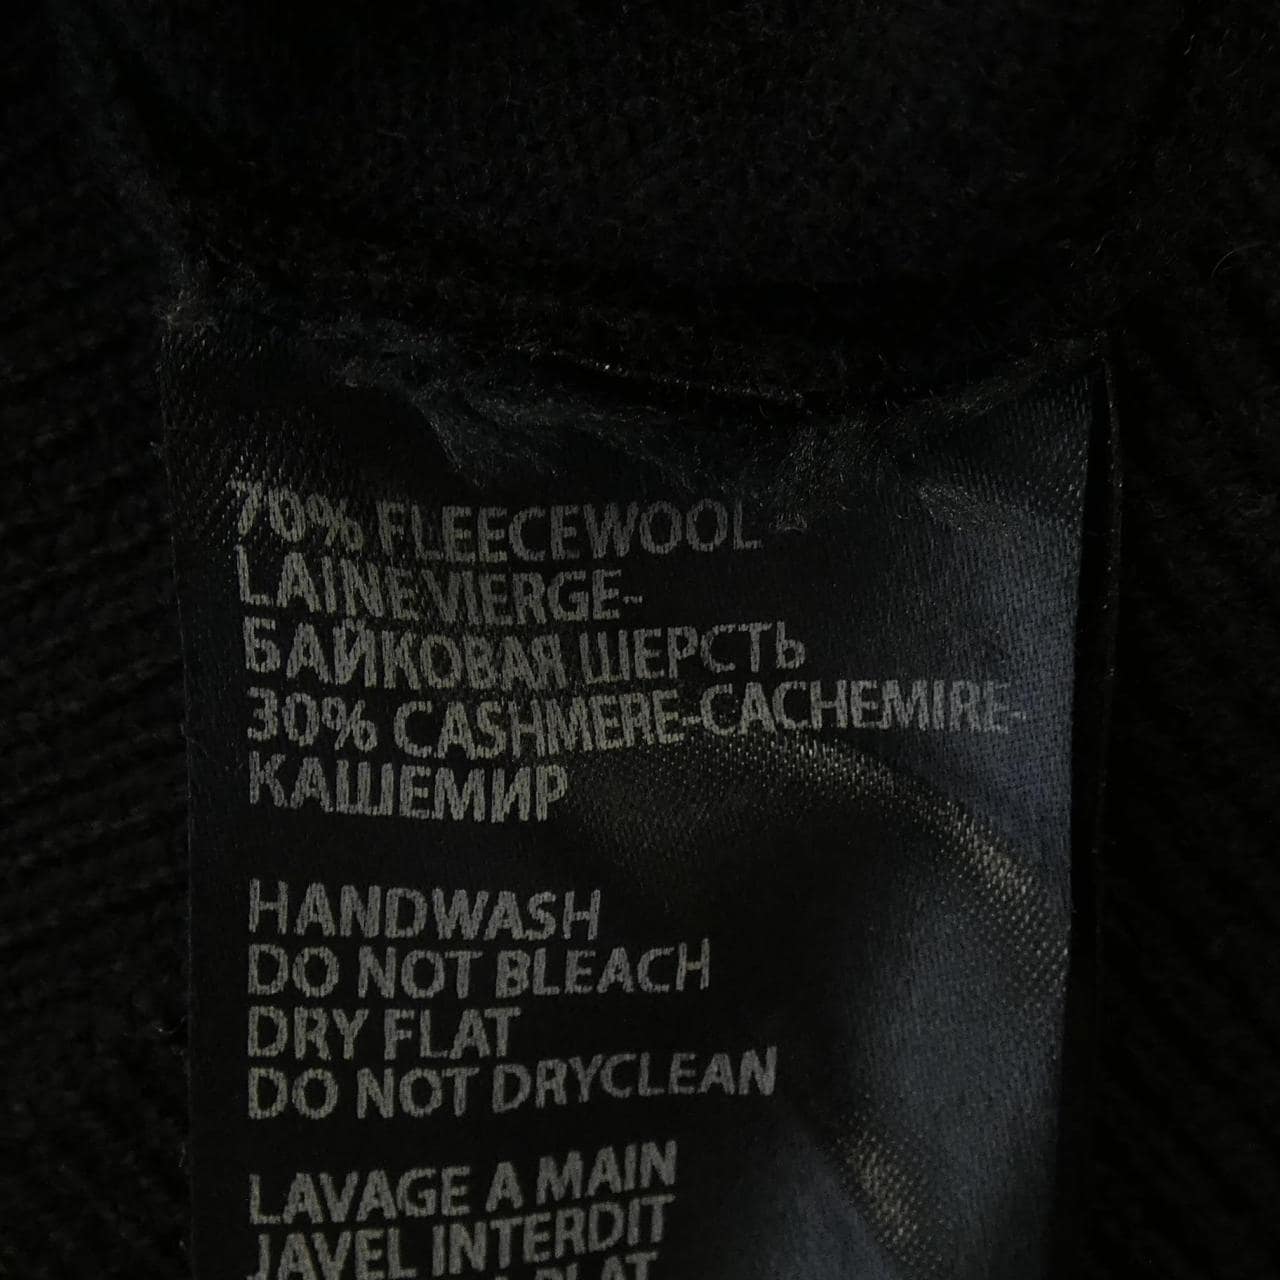 70% FLEECEWOOL-
LAINE VIERGE-
БАЙКОВАЯ ШЕРСТЬ
30% CASHMERE-CACHEMIRE-
КАШЕМИР
HANDWASH
DO NOT BLEACH
DRY FLAT
DO NOT DRYCLEAN
LAVAGE A MAIN
JAVEL INTERDIT
PLAT